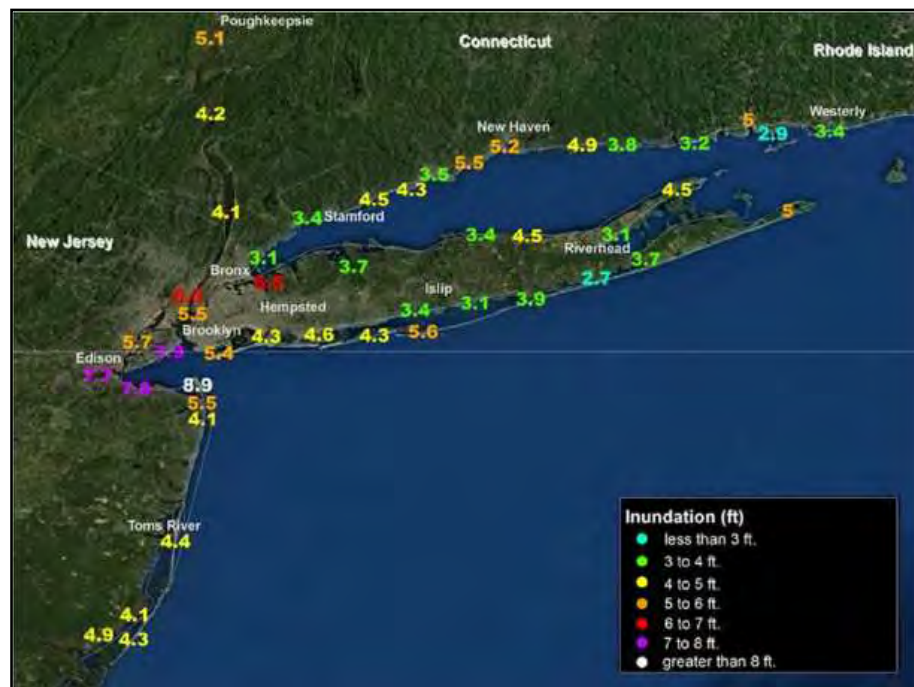 Poughkeepsie
5.1
Connecticut
Rhode Island
4.2
Westerly
5
New Haven
2.9
3.4
5.2
4.9
3.8
3.2
5.5
3.5
4.3
4.5
4.5
4.1
3.4
Stamford
5
New Jersey
3.4
4.5
3.1
Riverhead
3.1
3.7
3.7
Bronx
2.7
Islip
5.5
Hempsted
3.4
3.1
3.9
Brooklyn
4.3
4.6
4.3
5.6
5.7
5.4
Edison
7.9
8.9
5.5
4.1
Toms River
4.4
4.1
4.9
4.3
Inundation (ft)
less than 3 ft.
3 to 4 ft.
4 to 5 ft.
5 to 6 ft.
6 to 7 ft.
7 to 8 ft.
greater than 8 ft.